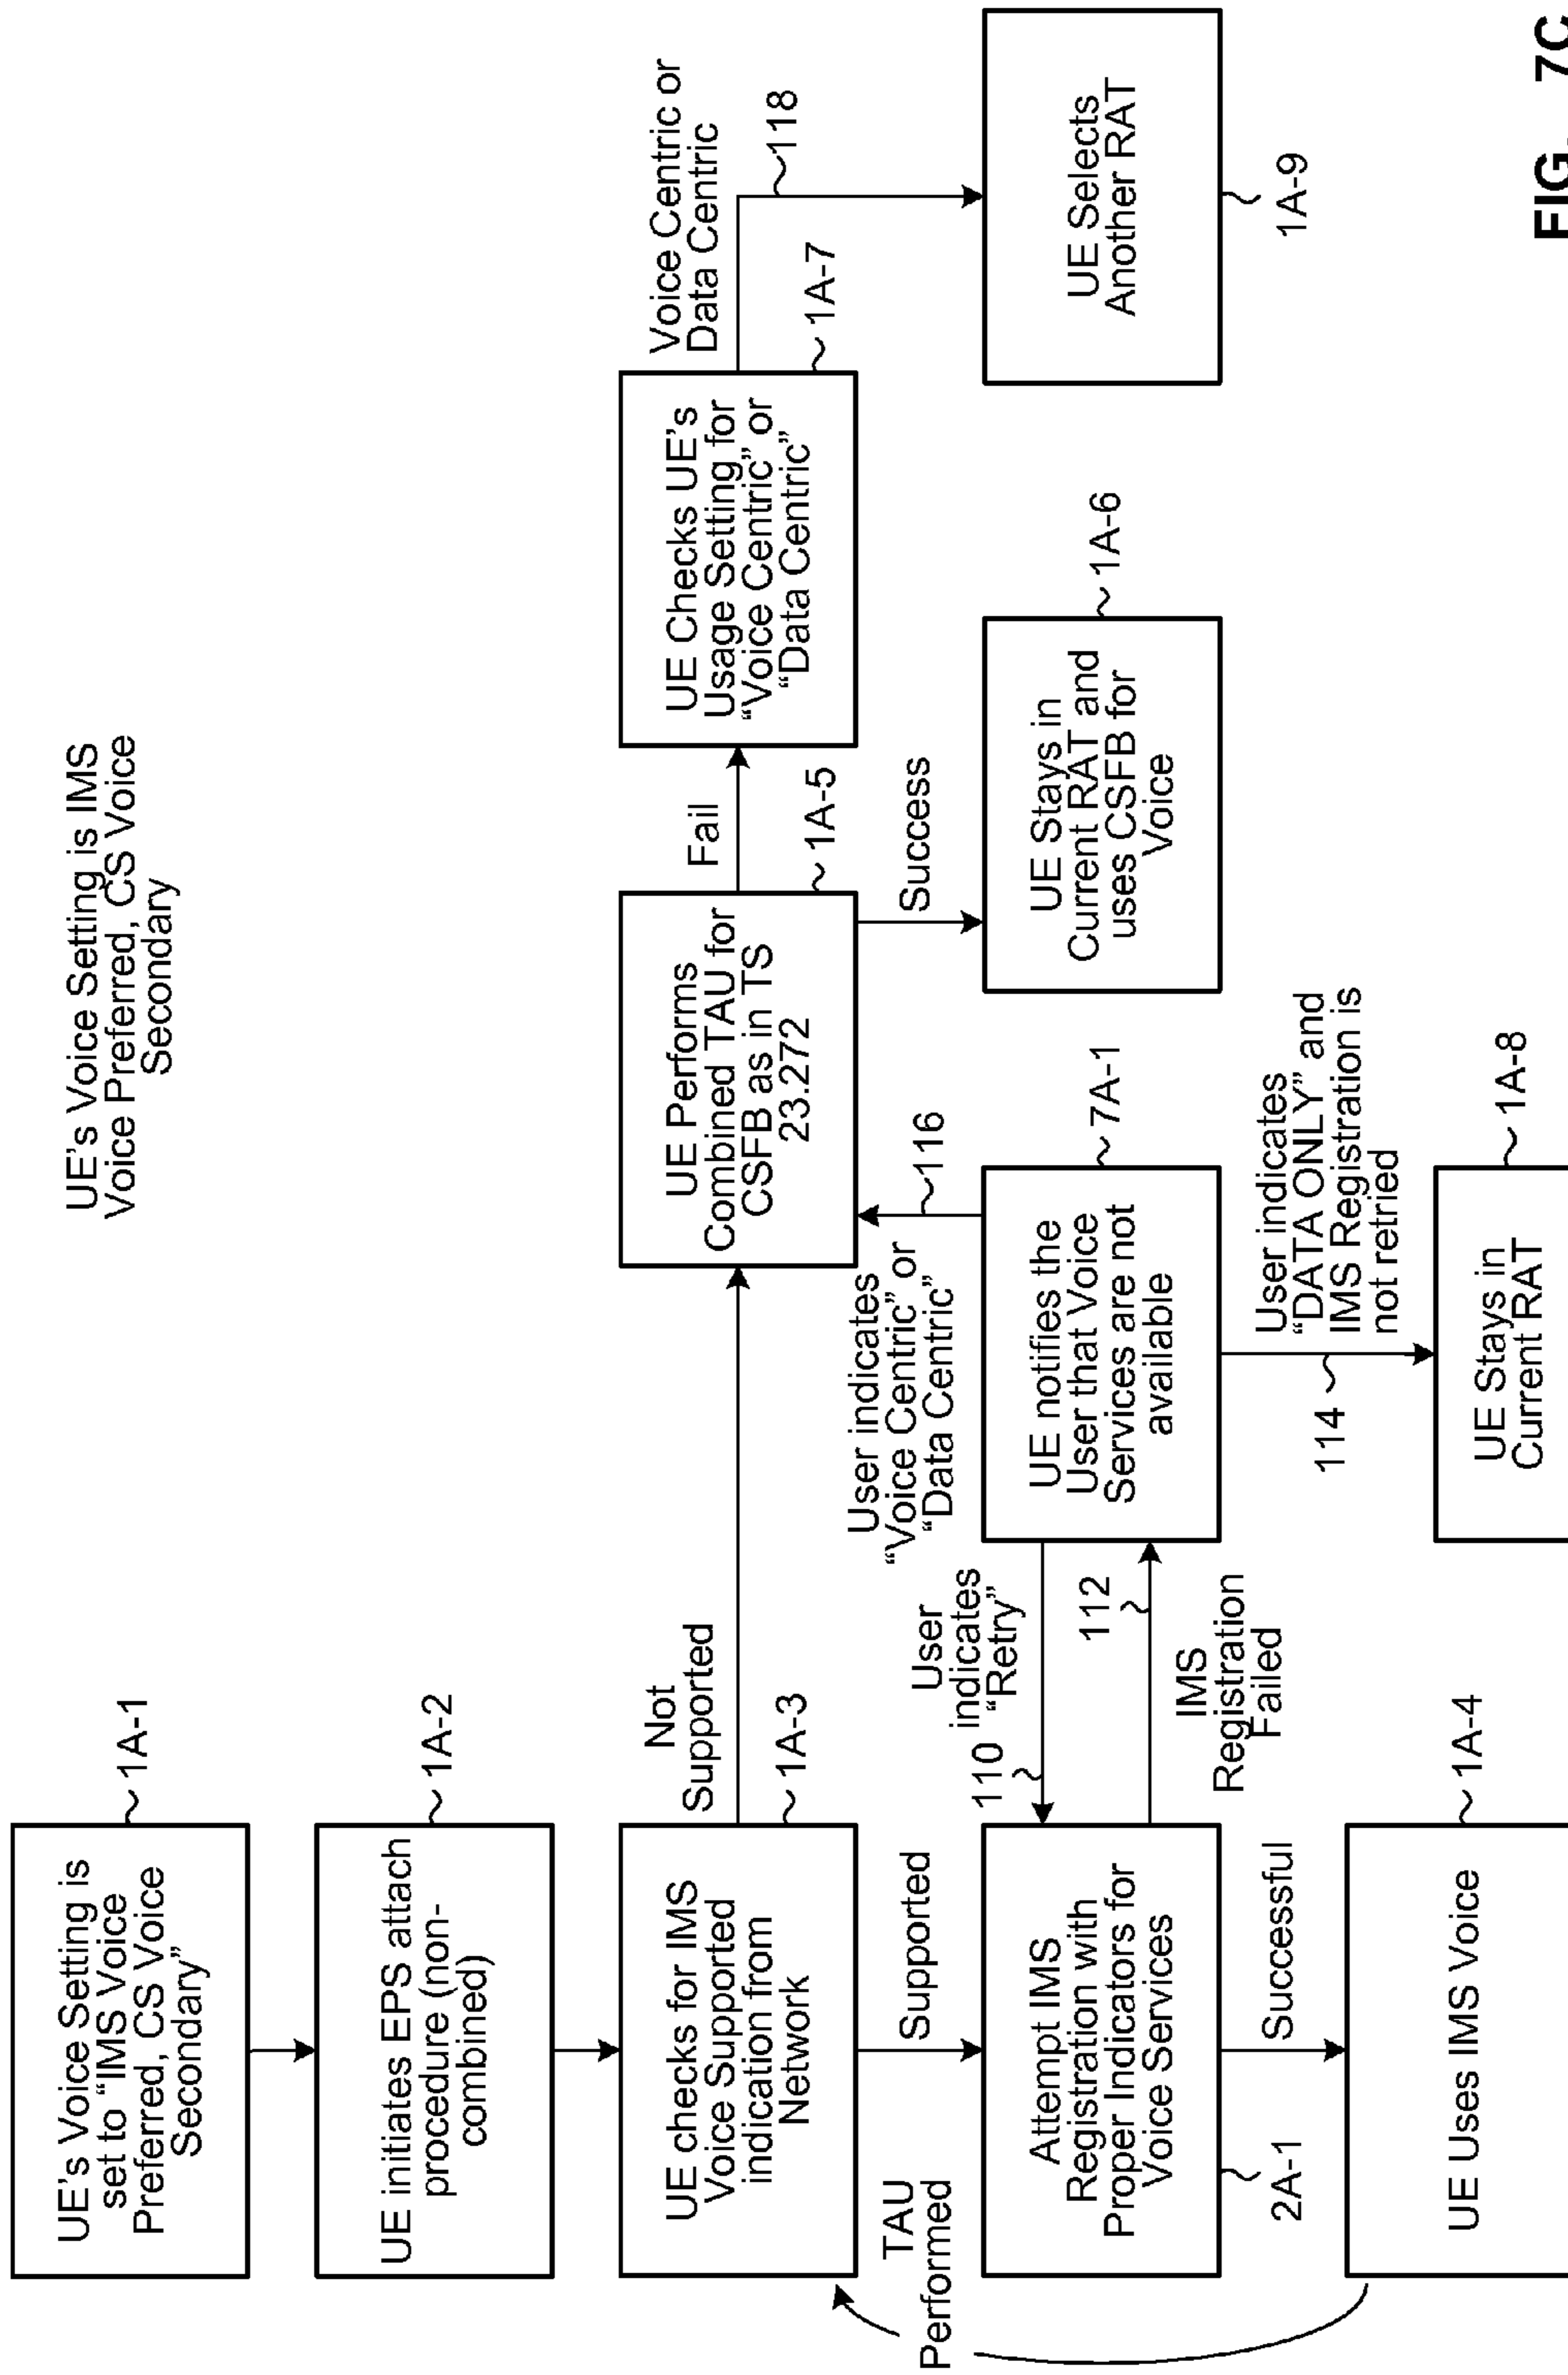 UE's Voice Setting is IMS
Voice Preferred, CS Voice
Secondary
UE's Voice Setting is
set to “IMS Voice
Preferred, CS Voice
Secondary”
1A-1
UE initiates EPS attach
procedure (non-
combined)
1A-2
UE checks for IMS
Voice Supported
indication from
Network
1A-3
Not
Supported
UE Performs
Combined TAU for
CSFB as in TS
23.272
1A-5
Fail
UE Checks UE's
Usage Setting for
“Voice Centric” or
“Data Centric”
1A-7
Voice Centric or
Data Centric
118
TAU
Performed
Supported
User indicates
“Voice Centric” or
“Data Centric”
116
Success
Attempt IMS
Registration with
Proper Indicators for
Voice Services
2A-1
110
User
indicates
“Retry”
112
IMS
Registration
Failed
UE notifies the
User that Voice
Services are not
available
7A-1
UE Stays in
Current RAT and
uses CSFB for
Voice
1A-6
UE Selects
Another RAT
1A-9
Successful
114
User indicates
“DATA ONLY” and
IMS Registration is
not retried
UE Uses IMS Voice
1A-4
UE Stays in
Current RAT
1A-8
FIG. 7C